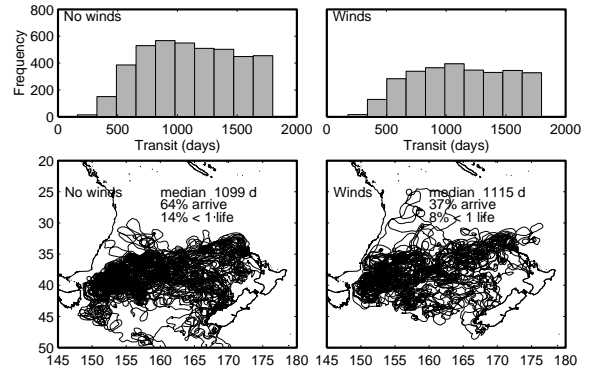 No winds
Winds
800
600
400
200
0
Frequency
0 500 1000 1500 2000
0 500 1000 1500 2000
Transit (days)
Transit (days)
20
25
30
35
40
45
50
No winds
median 1099 d
64% arrive
14% < 1 life
Winds
median 1115 d
37% arrive
8% < 1 life
145 150 155 160 165 170 175 180
145 150 155 160 165 170 175 180